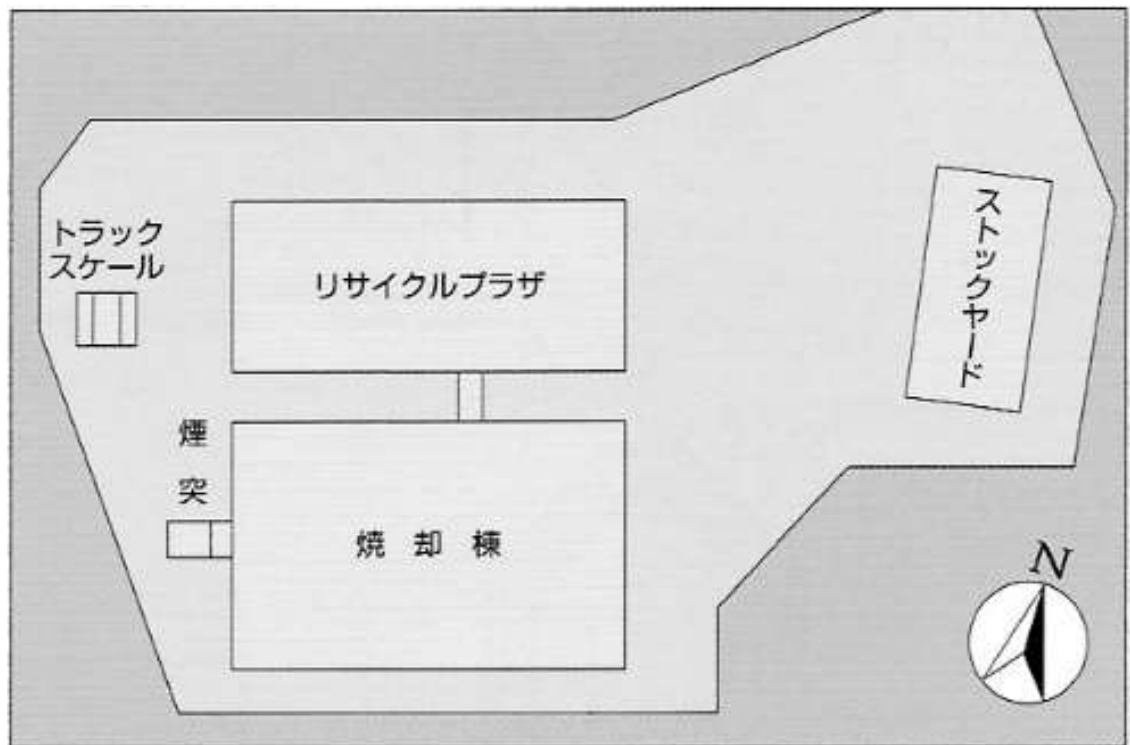 トラック
スケール
リサイクルプラザ
ストックヤード
煙
突
焼却棟
N